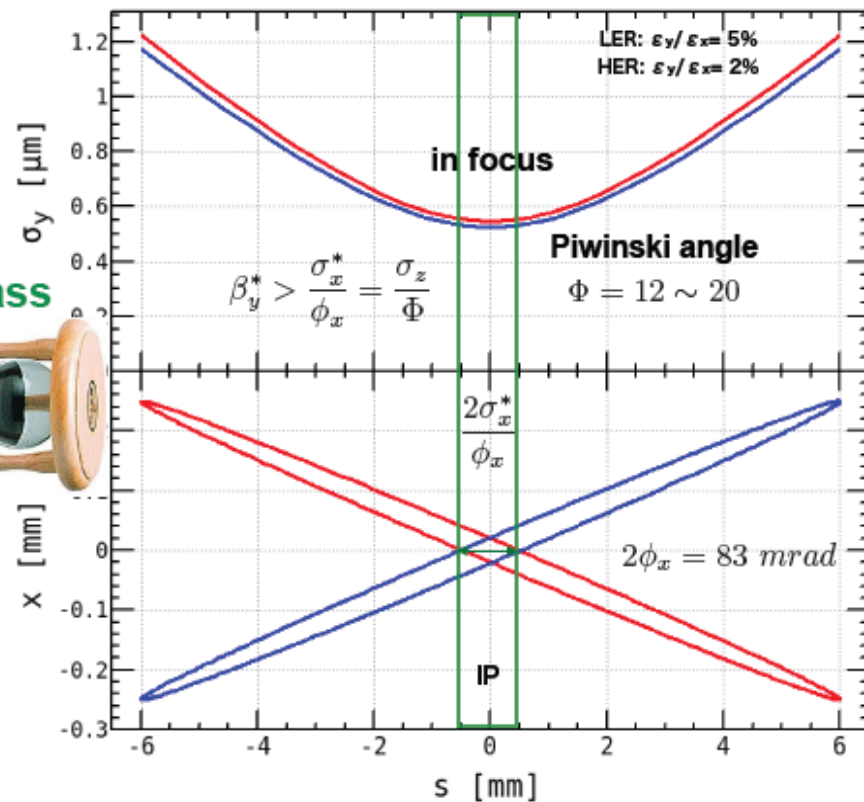 1.2
1
0.8
0.6
0.4
σy [μm]
LER: εy/εx= 5%
HER: εy/εx= 2%
in focus
Piwinski angle
β*y > σ*x/ϕx = σz/Φ
Φ = 12 ~ 20
2σ*x/ϕx
x [mm]
0
-0.1
-0.2
-0.3
2ϕx = 83 mrad
IP
-6 -4 -2 0 2 4 6
s [mm]